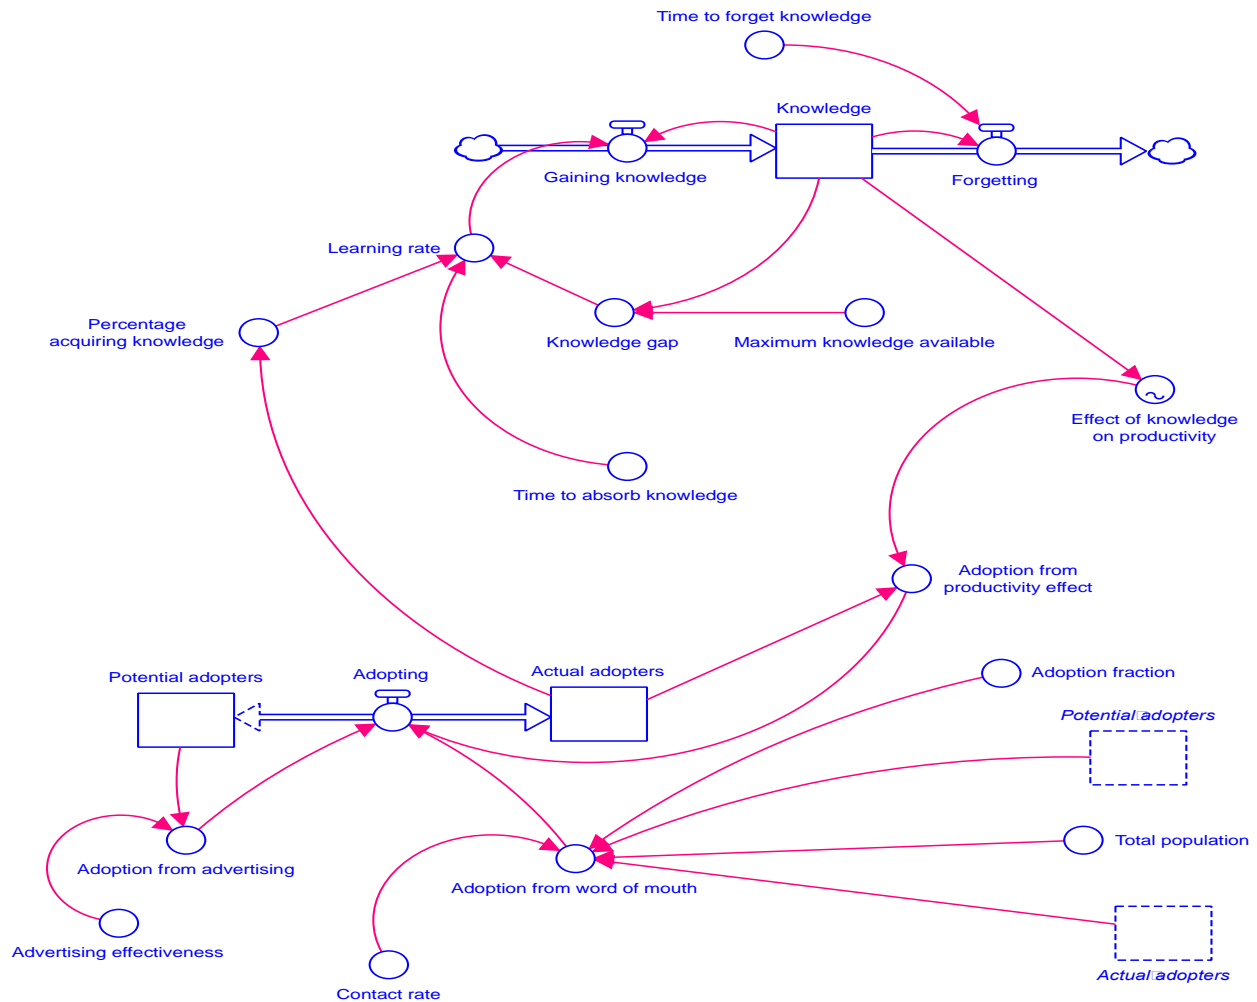 Time to forget knowledge
Knowledge
Gaining knowledge
Forgetting
Learning rate
Percentage
acquiring knowledge
Knowledge gap
Maximum knowledge available
Effect of knowledge
on productivity
Time to absorb knowledge
Adoption from
productivity effect
Potential adopters
Adopting
Actual adopters
Adoption fraction
Potential adopters
Total population
Adoption from advertising
Adoption from word of mouth
Advertising effectiveness
Actual adopters
Contact rate